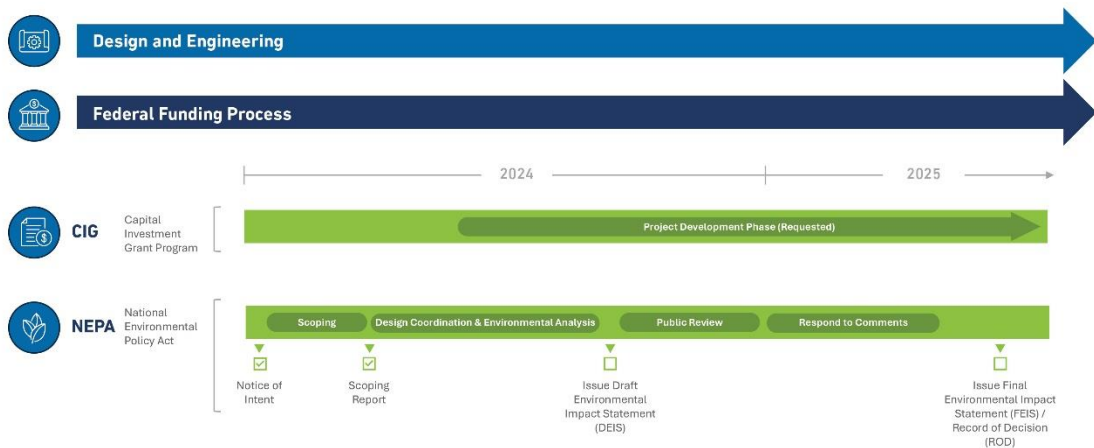 Design and Engineering
Federal Funding Process
2024
2025
CIG
Capital
Investment
Grant Program
Project Development Phase (Requested)
NEPA
National
Environmental
Policy Act
Scoping
Design Coordination & Environmental Analysis
Public Review
Respond to Comments
Notice of
Intent
Scoping
Report
Issue Draft
Environmental
Impact Statement
(DEIS)
Issue Final
Environmental Impact
Statement (FEIS) /
Record of Decision
(ROD)